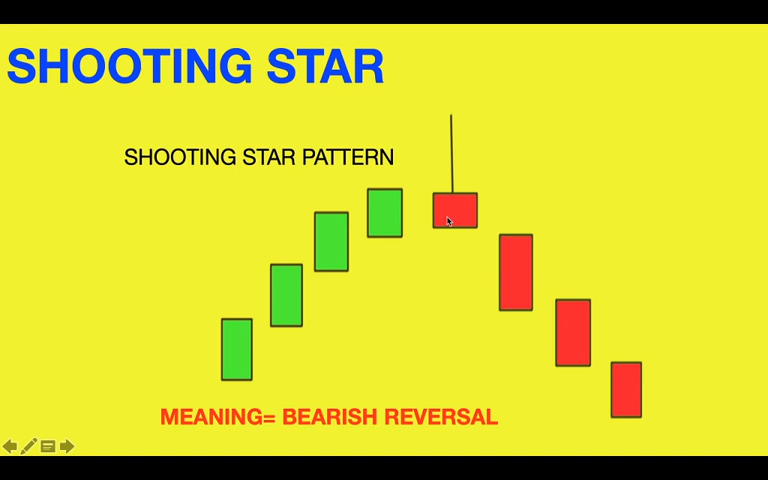 SHOOTING STAR
SHOOTING STAR PATTERN
MEANING= BEARISH REVERSAL